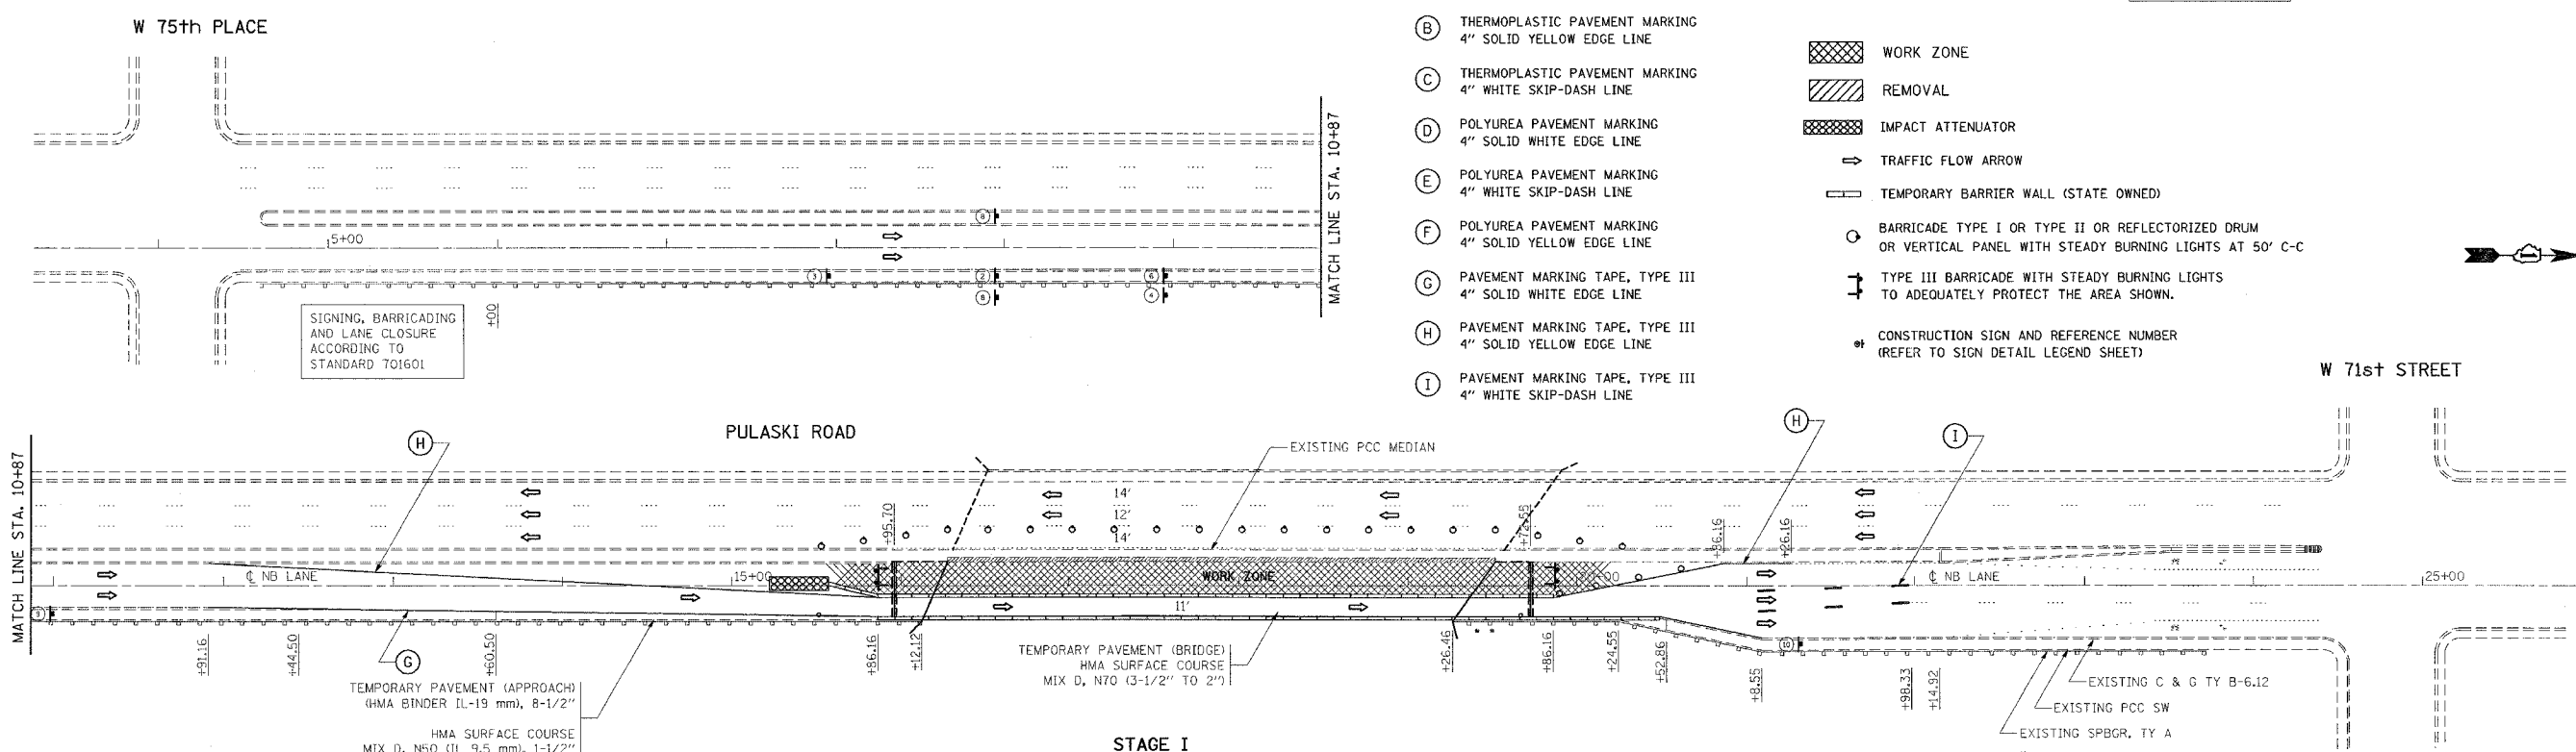 W 75th PLACE
5+00
+00
SIGNING, BARRICADING
AND LANE CLOSURE
ACCORDING TO
STANDARD 701601
3
8
2
8
6
4
MATCH LINE STA. 10+87
B THERMOPLASTIC PAVEMENT MARKING
4" SOLID YELLOW EDGE LINE
C THERMOPLASTIC PAVEMENT MARKING
4" WHITE SKIP-DASH LINE
D POLYUREA PAVEMENT MARKING
4" SOLID WHITE EDGE LINE
E POLYUREA PAVEMENT MARKING
4" WHITE SKIP-DASH LINE
F POLYUREA PAVEMENT MARKING
4" SOLID YELLOW EDGE LINE
G PAVEMENT MARKING TAPE, TYPE III
4" SOLID WHITE EDGE LINE
H PAVEMENT MARKING TAPE, TYPE III
4" SOLID YELLOW EDGE LINE
I PAVEMENT MARKING TAPE, TYPE III
4" WHITE SKIP-DASH LINE
WORK ZONE
REMOVAL
IMPACT ATTENUATOR
TRAFFIC FLOW ARROW
TEMPORARY BARRIER WALL (STATE OWNED)
BARRICADE TYPE I OR TYPE II OR REFLECTORIZED DRUM
OR VERTICAL PANEL WITH STEADY BURNING LIGHTS AT 50' C-C
TYPE III BARRICADE WITH STEADY BURNING LIGHTS
TO ADEQUATELY PROTECT THE AREA SHOWN.
CONSTRUCTION SIGN AND REFERENCE NUMBER
(REFER TO SIGN DETAIL LEGEND SHEET)
W 71st STREET
MATCH LINE STA. 10+87
H
PULASKI ROAD
EXISTING PCC MEDIAN
H
I
14'
12'
14'
+95.70
+72.55
+86.16
+26.16
℄ NB LANE
15+00
WORK ZONE
℄ NB LANE
25+00
11'
10
+91.16
+44.50
+60.50
+86.16
+12.12
+26.46
+86.16
+24.55
+52.86
+8.55
+98.33
+14.92
G
TEMPORARY PAVEMENT (APPROACH)
(HMA BINDER IL-19 mm), 8-1/2"
HMA SURFACE COURSE
MIX D, N50 (IL 9.5 mm), 1-1/2"
TEMPORARY PAVEMENT (BRIDGE)
HMA SURFACE COURSE
MIX D, N70 (3-1/2" TO 2")
EXISTING C & G TY B-6.12
EXISTING PCC SW
EXISTING SPBGR, TY A
STAGE I